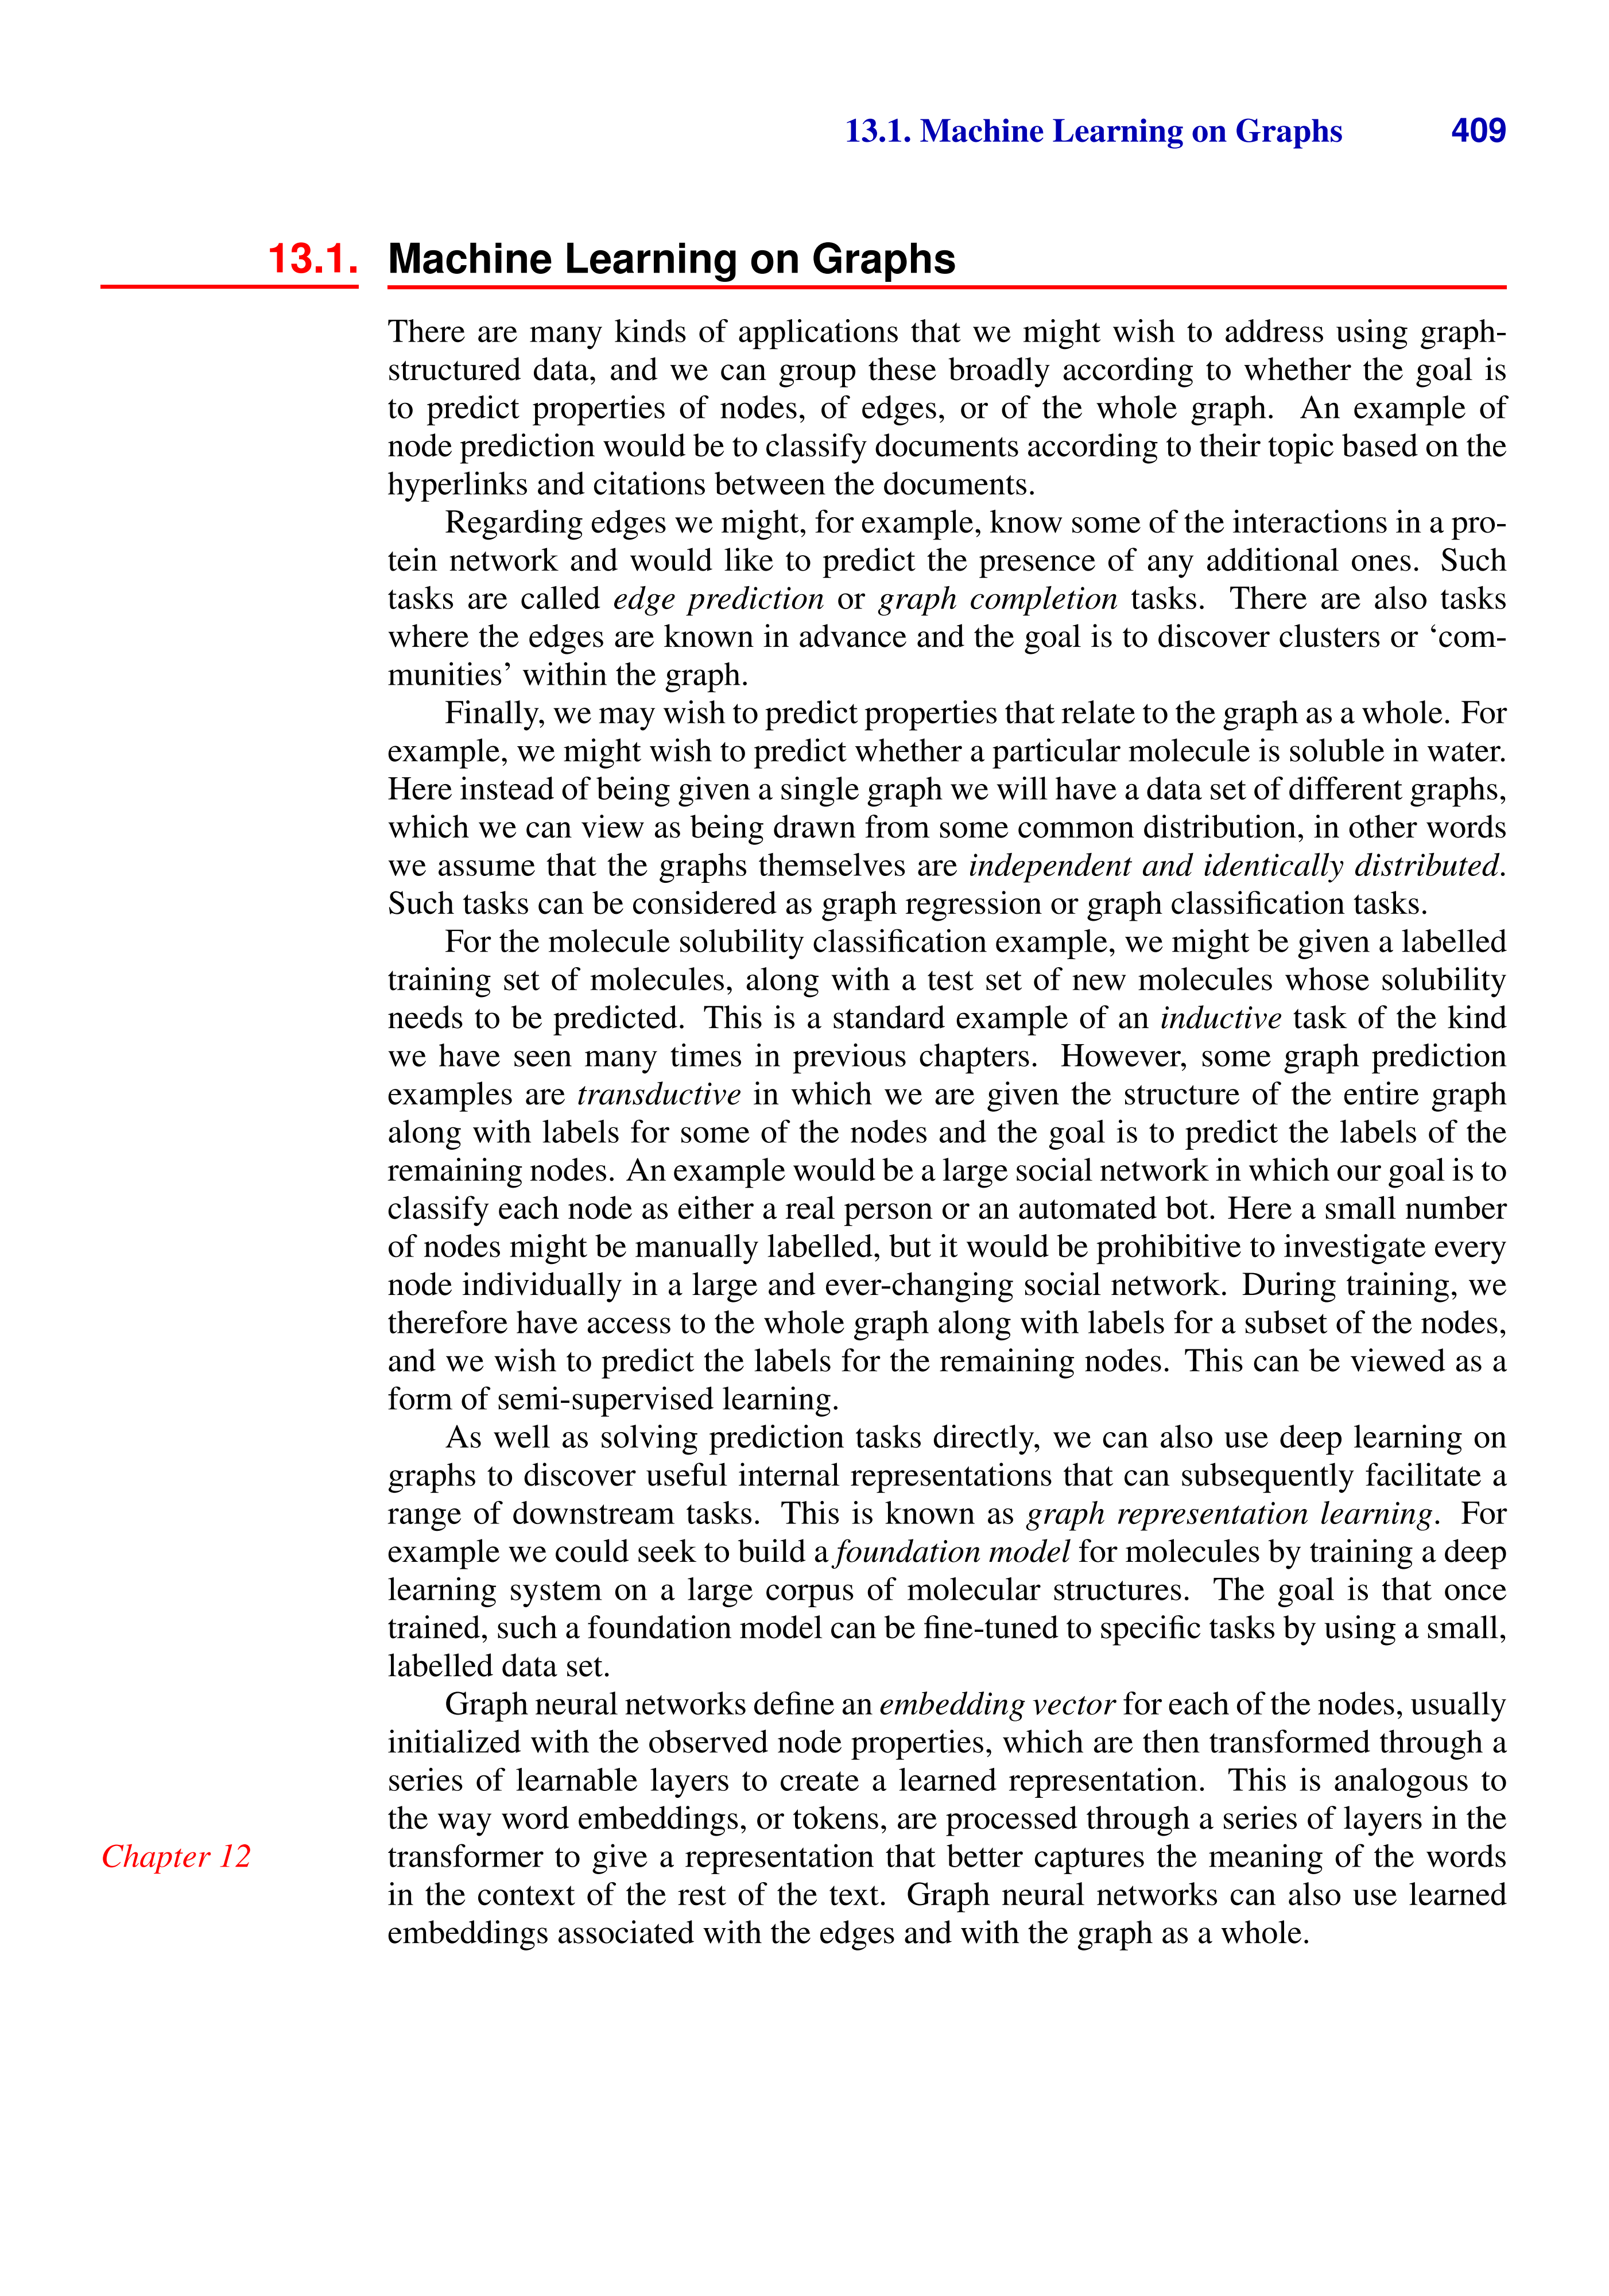 13.1. Machine Learning on Graphs 409
13.1. Machine Learning on Graphs
There are many kinds of applications that we might wish to address using graph-
structured data, and we can group these broadly according to whether the goal is
to predict properties of nodes, of edges, or of the whole graph. An example of
node prediction would be to classify documents according to their topic based on the
hyperlinks and citations between the documents.
Regarding edges we might, for example, know some of the interactions in a pro-
tein network and would like to predict the presence of any additional ones. Such
tasks are called edge prediction or graph completion tasks. There are also tasks
where the edges are known in advance and the goal is to discover clusters or ‘com-
munities’ within the graph.
Finally, we may wish to predict properties that relate to the graph as a whole. For
example, we might wish to predict whether a particular molecule is soluble in water.
Here instead of being given a single graph we will have a data set of different graphs,
which we can view as being drawn from some common distribution, in other words
we assume that the graphs themselves are independent and identically distributed.
Such tasks can be considered as graph regression or graph classification tasks.
For the molecule solubility classification example, we might be given a labelled
training set of molecules, along with a test set of new molecules whose solubility
needs to be predicted. This is a standard example of an inductive task of the kind
we have seen many times in previous chapters. However, some graph prediction
examples are transductive in which we are given the structure of the entire graph
along with labels for some of the nodes and the goal is to predict the labels of the
remaining nodes. An example would be a large social network in which our goal is to
classify each node as either a real person or an automated bot. Here a small number
of nodes might be manually labelled, but it would be prohibitive to investigate every
node individually in a large and ever-changing social network. During training, we
therefore have access to the whole graph along with labels for a subset of the nodes,
and we wish to predict the labels for the remaining nodes. This can be viewed as a
form of semi-supervised learning.
As well as solving prediction tasks directly, we can also use deep learning on
graphs to discover useful internal representations that can subsequently facilitate a
range of downstream tasks. This is known as graph representation learning. For
example we could seek to build a foundation model for molecules by training a deep
learning system on a large corpus of molecular structures. The goal is that once
trained, such a foundation model can be fine-tuned to specific tasks by using a small,
labelled data set.
Graph neural networks define an embedding vector for each of the nodes, usually
initialized with the observed node properties, which are then transformed through a
series of learnable layers to create a learned representation. This is analogous to
the way word embeddings, or tokens, are processed through a series of layers in the
Chapter 12 transformer to give a representation that better captures the meaning of the words
in the context of the rest of the text. Graph neural networks can also use learned
embeddings associated with the edges and with the graph as a whole.